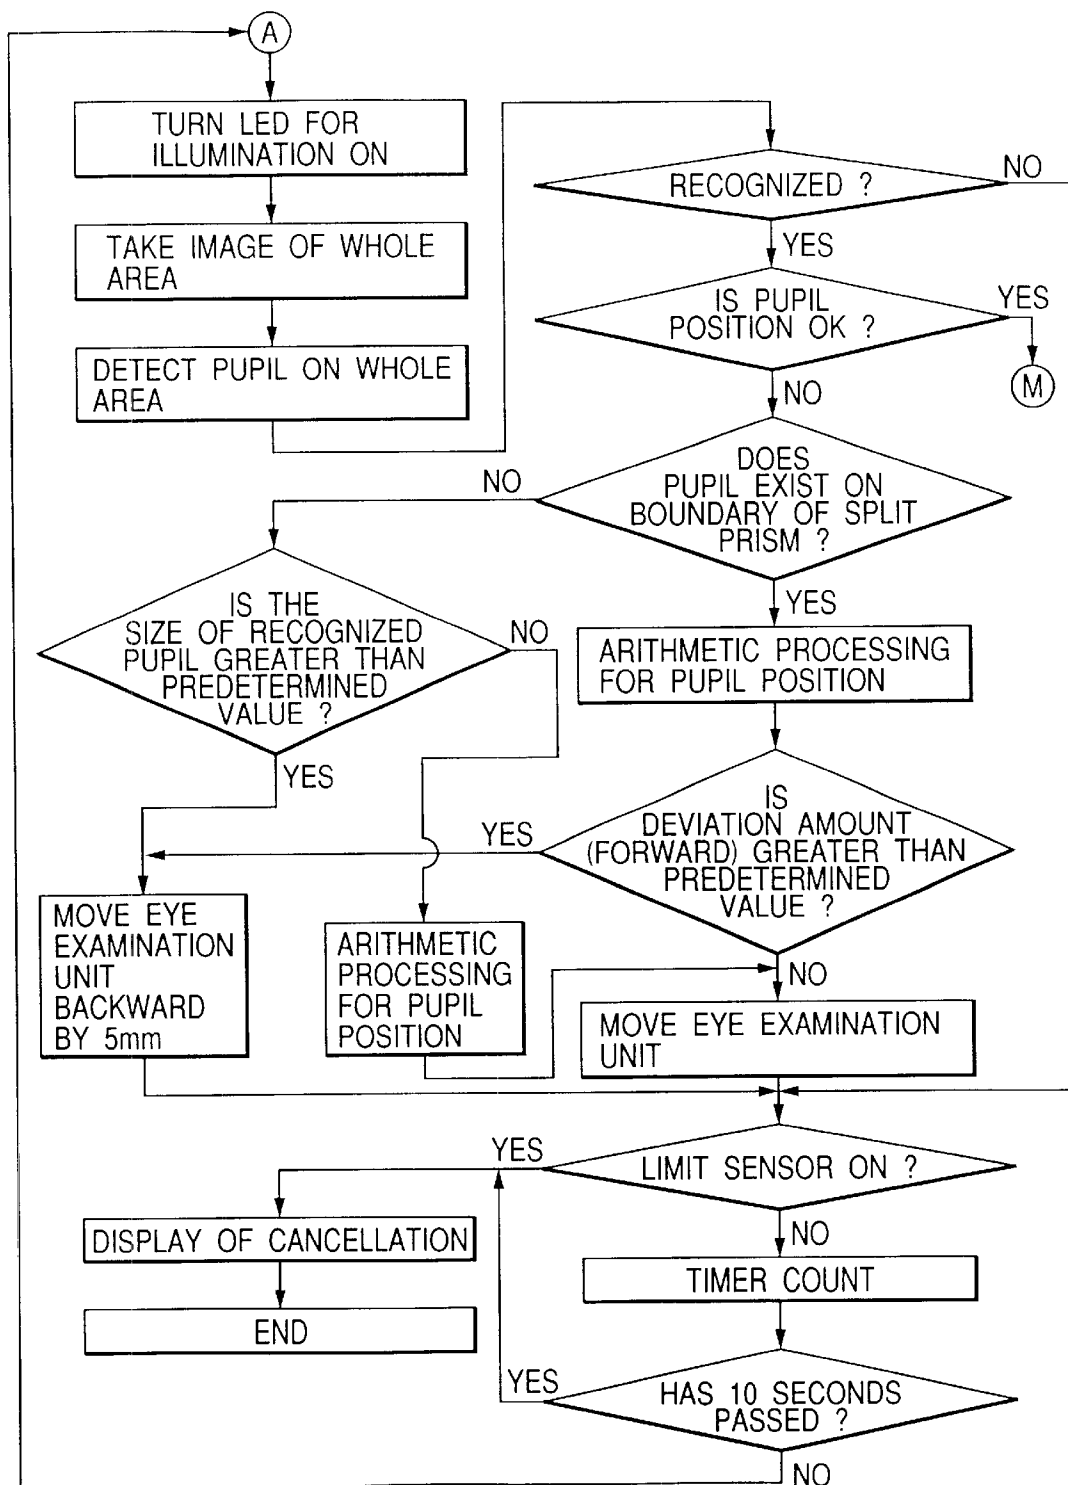 A
TURN LED FOR
ILLUMINATION ON
TAKE IMAGE OF WHOLE
AREA
DETECT PUPIL ON WHOLE
AREA
RECOGNIZED ?
NO
YES
IS PUPIL
POSITION OK ?
YES
M
NO
DOES
PUPIL EXIST ON
BOUNDARY OF SPLIT
PRISM ?
NO
YES
IS THE
SIZE OF RECOGNIZED
PUPIL GREATER THAN
PREDETERMINED
VALUE ?
NO
YES
ARITHMETIC PROCESSING
FOR PUPIL POSITION
IS
DEVIATION AMOUNT
(FORWARD) GREATER THAN
PREDETERMINED
VALUE ?
YES
NO
MOVE EYE
EXAMINATION
UNIT
BACKWARD
BY 5mm
ARITHMETIC
PROCESSING
FOR PUPIL
POSITION
MOVE EYE EXAMINATION
UNIT
LIMIT SENSOR ON ?
YES
NO
DISPLAY OF CANCELLATION
END
TIMER COUNT
HAS 10 SECONDS
PASSED ?
YES
NO